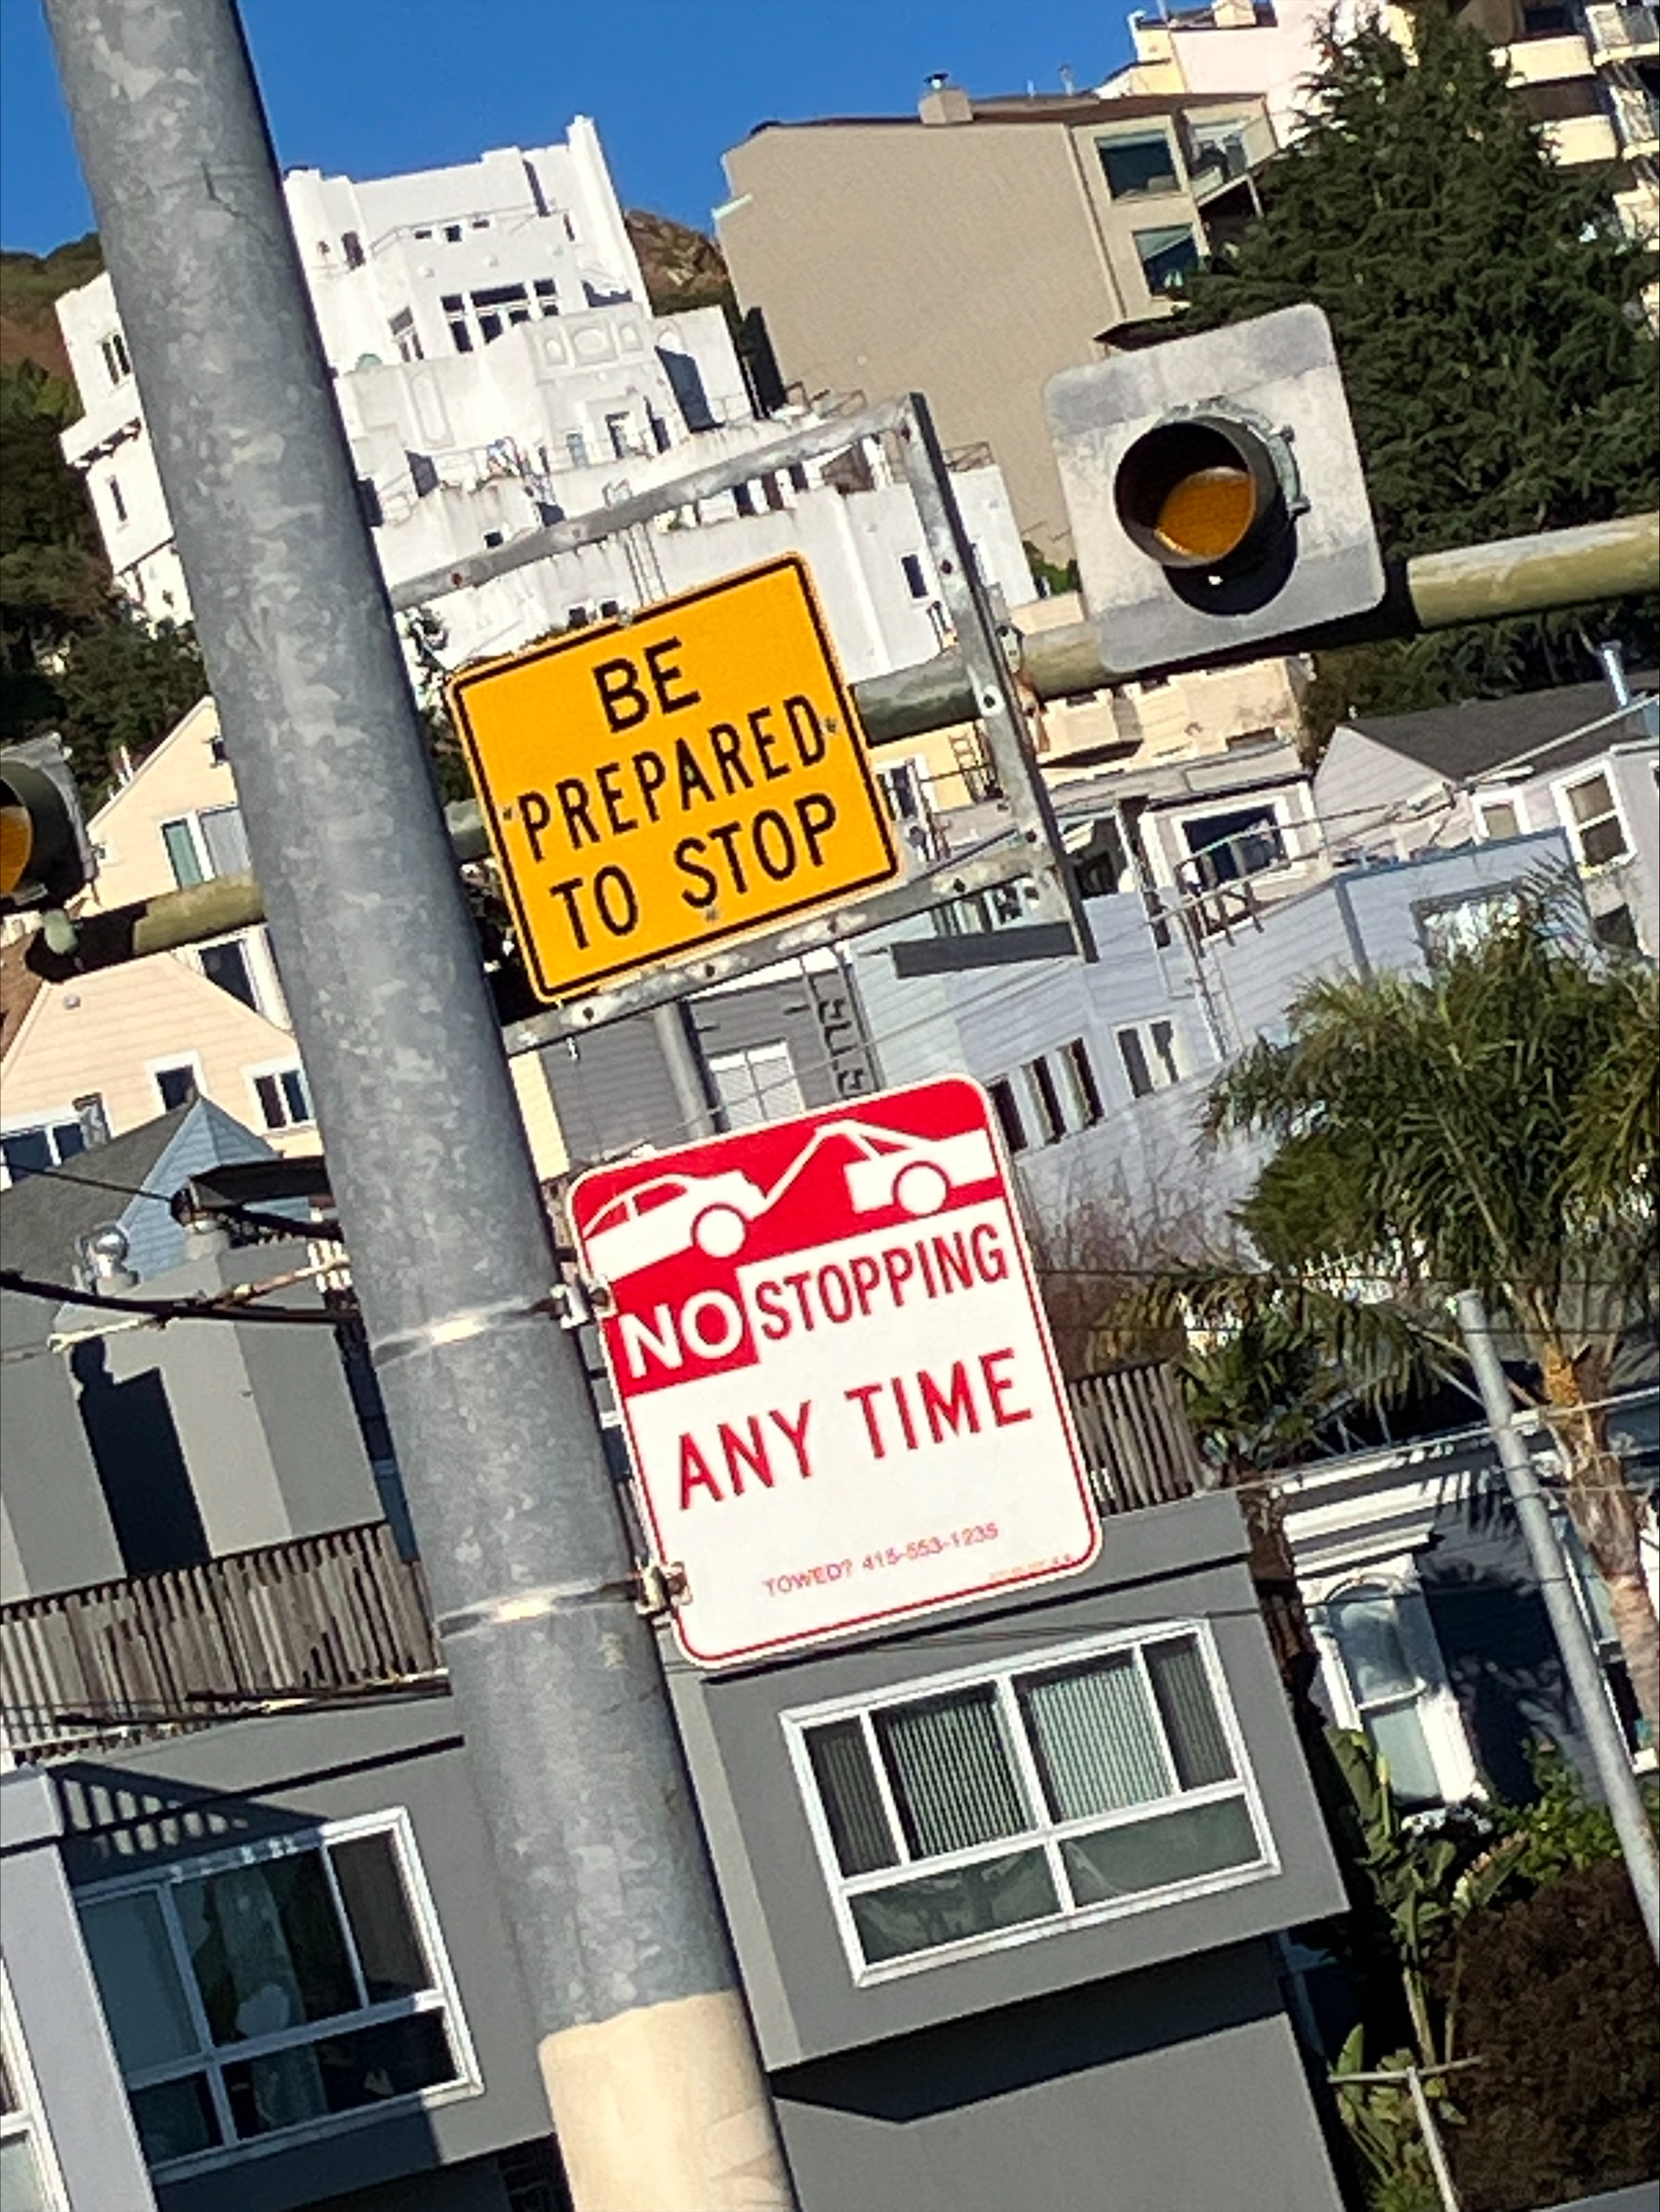 BE
PREPARED
TO STOP
NO STOPPING
ANY TIME
TOWED? 415-553-1235